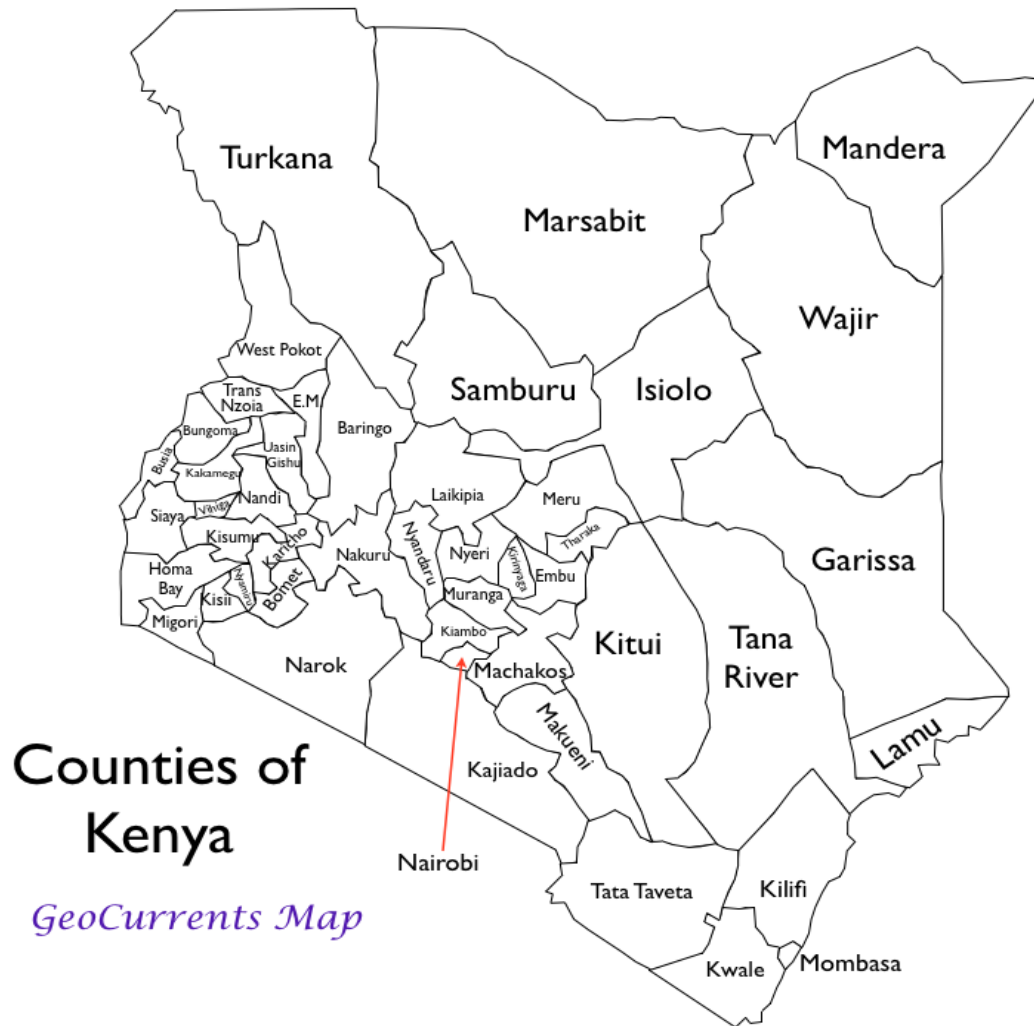 Turkana
Marsabit
Mandera
Wajir
West Pokot
Samburu
Isiolo
Trans
Nzoia
E.M.
Baringo
Bungoma
Busia
Uasin
Gishu
Kakamegu
Nandi
Vihiga
Siaya
Laikipia
Meru
Tharaka
Kisumu
Karicho
Nakuru
Nyandaru
Nyeri
Kirinyaga
Embu
Garissa
Homa
Bay
Kisii
Nyamiru
Bomet
Muranga
Migori
Kiambo
Narok
Machakos
Kitui
Tana
River
Makueni
Lamu
Kajiado
Counties of
Kenya
Nairobi
Tata Taveta
Kilifi
GeoCurrents Map
Kwale
Mombasa